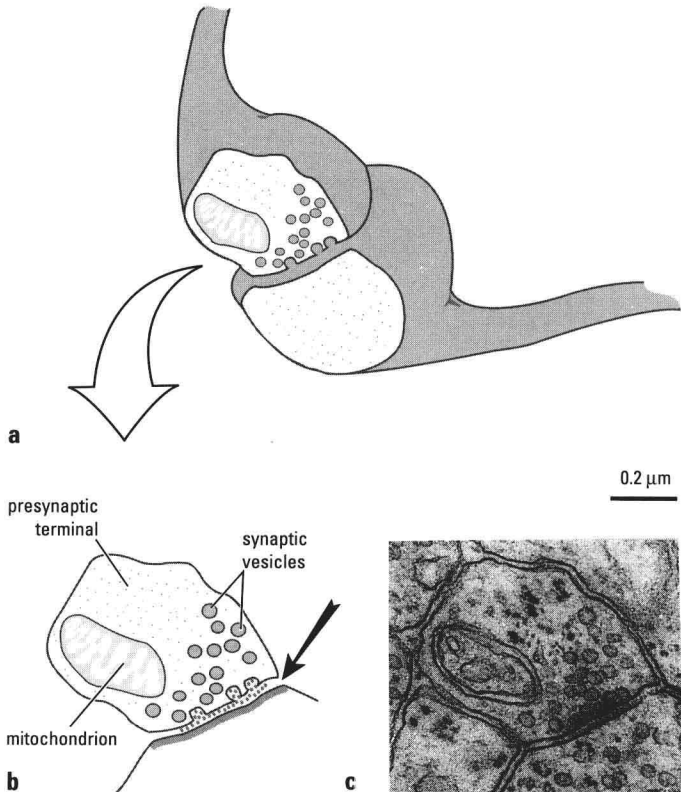 a
0.2 μm
presynaptic
terminal
synaptic
vesicles
mitochondrion
b
c